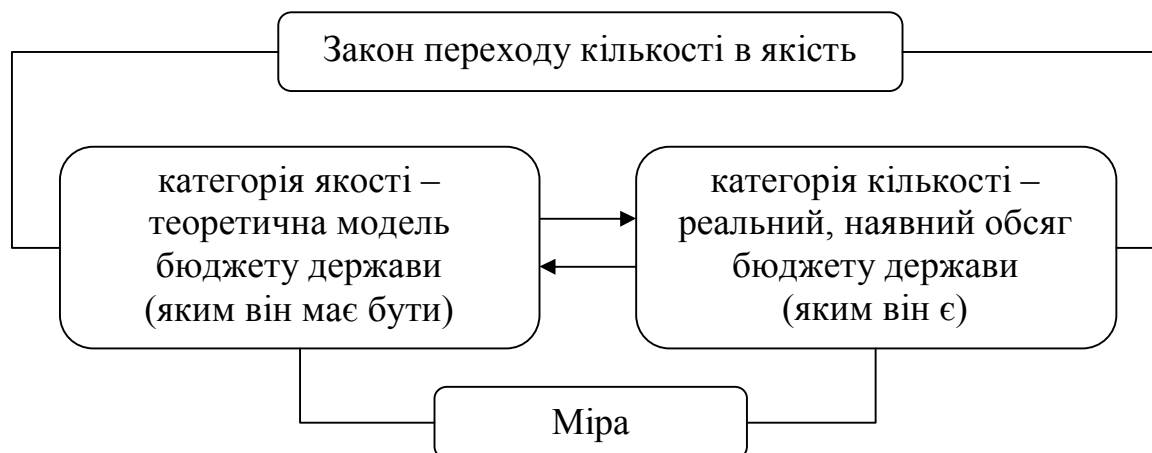 Закон переходу кількості в якість
категорія якості –
теоретична модель
бюджету держави
(яким він має бути)
категорія кількості –
реальний, наявний обсяг
бюджету держави
(яким він є)
Міра